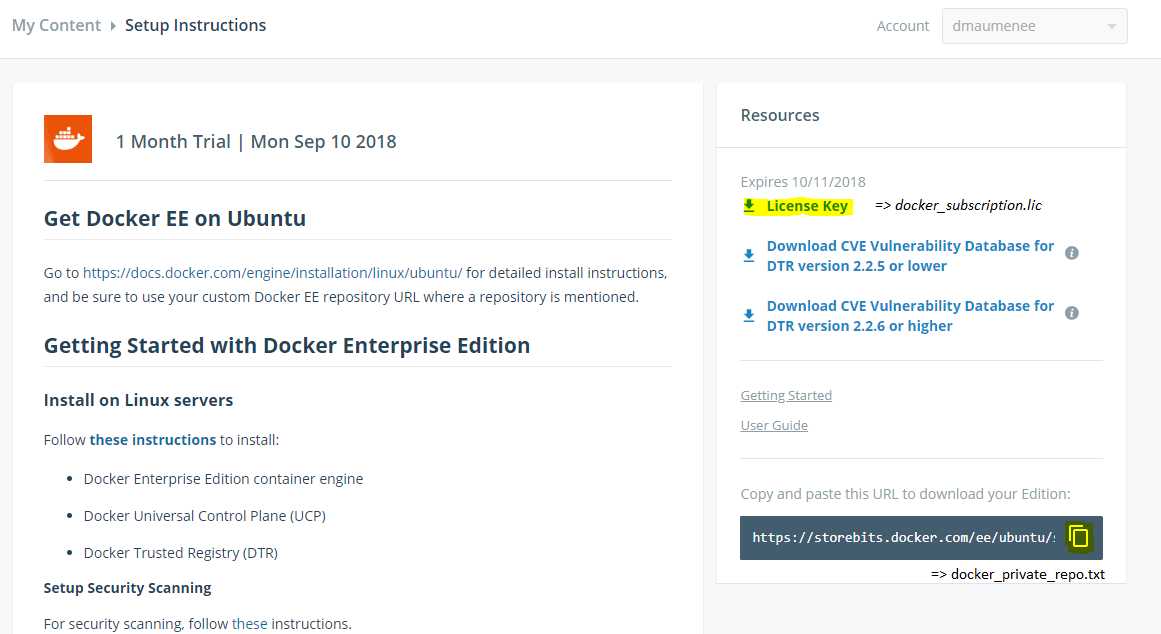 My Content Setup Instructions
Account dmaumenee
1 Month Trial | Mon Sep 10 2018
Get Docker EE on Ubuntu
Go to https://docs.docker.com/engine/installation/linux/ubuntu/ for detailed install instructions,
and be sure to use your custom Docker EE repository URL where a repository is mentioned.
Getting Started with Docker Enterprise Edition
Install on Linux servers
Follow these instructions to install:
• Docker Enterprise Edition container engine
• Docker Universal Control Plane (UCP)
• Docker Trusted Registry (DTR)
Setup Security Scanning
For security scanning, follow these instructions.
Resources
Expires 10/11/2018
License Key => docker_subscription.lic
Download CVE Vulnerability Database for
DTR version 2.2.5 or lower
Download CVE Vulnerability Database for
DTR version 2.2.6 or higher
Getting Started
User Guide
Copy and paste this URL to download your Edition:
https://storebits.docker.com/ee/ubuntu/
=> docker_private_repo.txt